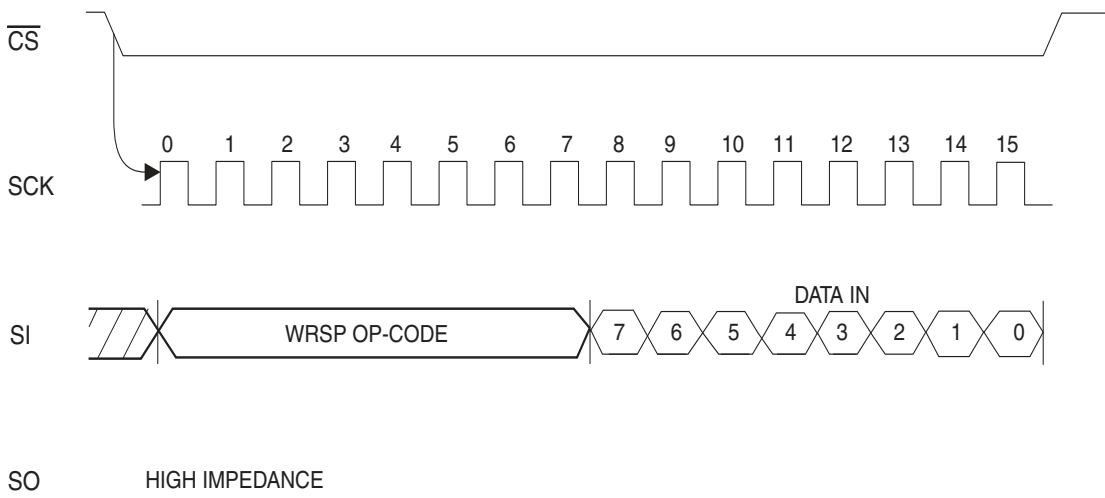 CS
0 1 2 3 4 5 6 7 8 9 10 11 12 13 14 15
SCK
DATA IN
SI WRSP OP-CODE 7 6 5 4 3 2 1 0
SO HIGH IMPEDANCE